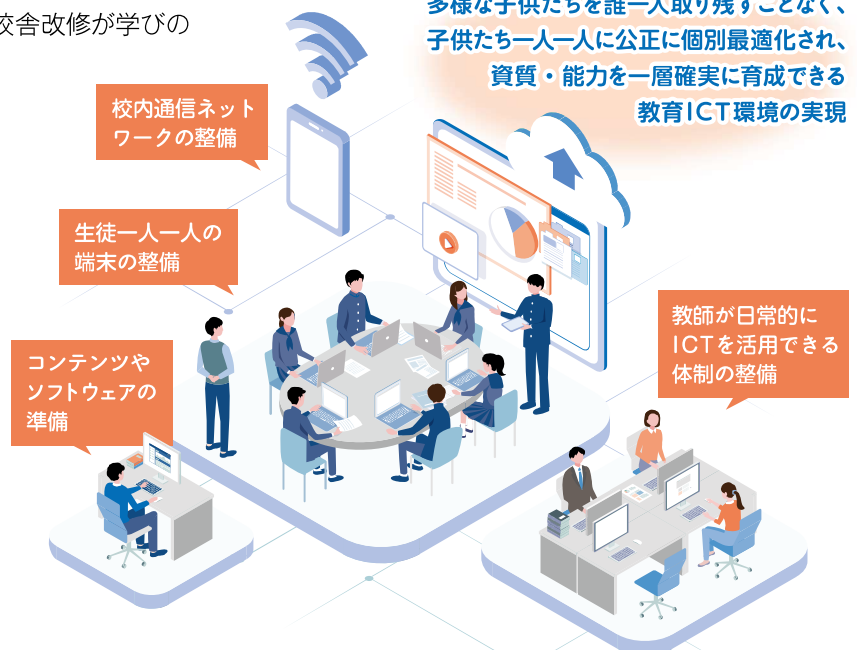 校舎改修が学びの
多様な子供たちを誰一人取り残すことなく、
子供たち一人一人に公正に個別最適化され、
資質・能力を一層確実に育成できる
教育ICT環境の実現
校内通信ネット
ワークの整備
生徒一人一人の
端末の整備
コンテンツや
ソフトウェアの
準備
教師が日常的に
ICTを活用できる
体制の整備